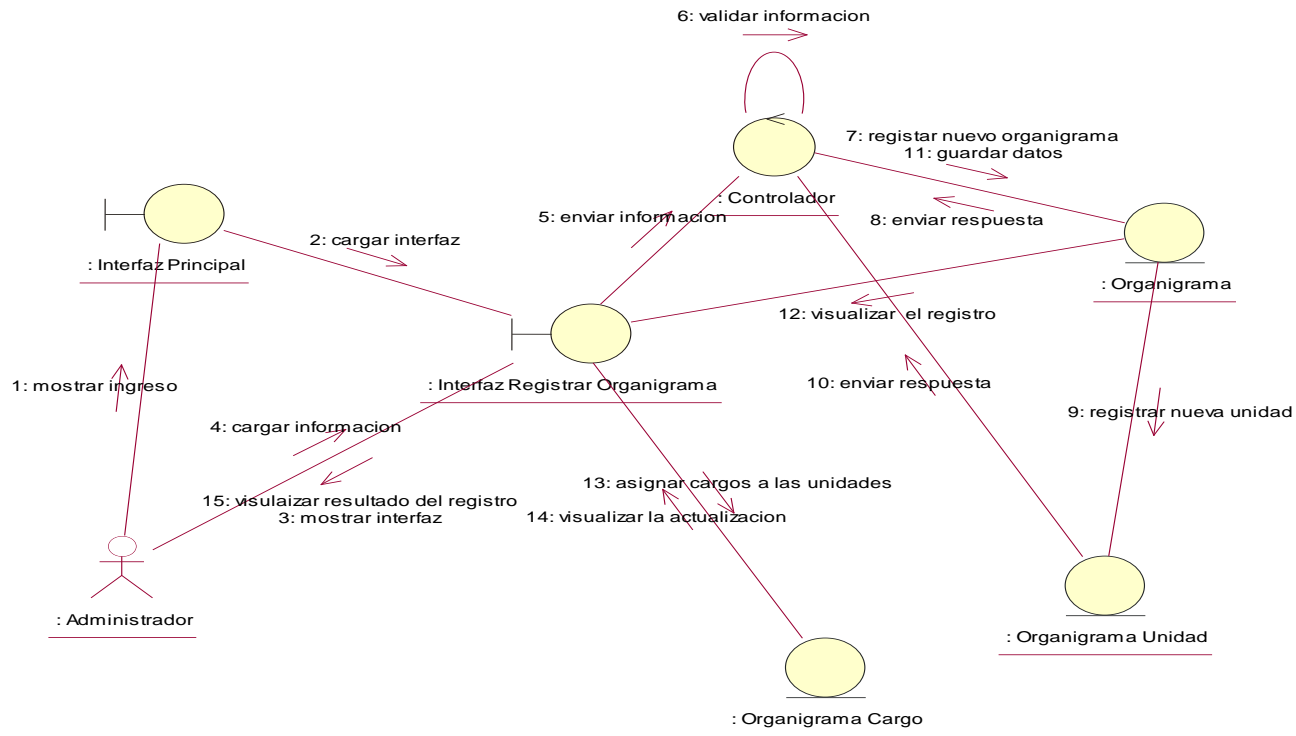 6: validar informacion
7: registar nuevo organigrama
11: guardar datos
: Controlador
5: enviar informacion
8: enviar respuesta
2: cargar interfaz
: Interfaz Principal
: Organigrama
12: visualizar el registro
1: mostrar ingreso
: Interfaz Registrar Organigrama
10: enviar respuesta
9: registrar nueva unidad
4: cargar informacion
13: asignar cargos a las unidades
15: visulaizar resultado del registro
3: mostrar interfaz
14: visualizar la actualizacion
: Administrador
: Organigrama Unidad
: Organigrama Cargo